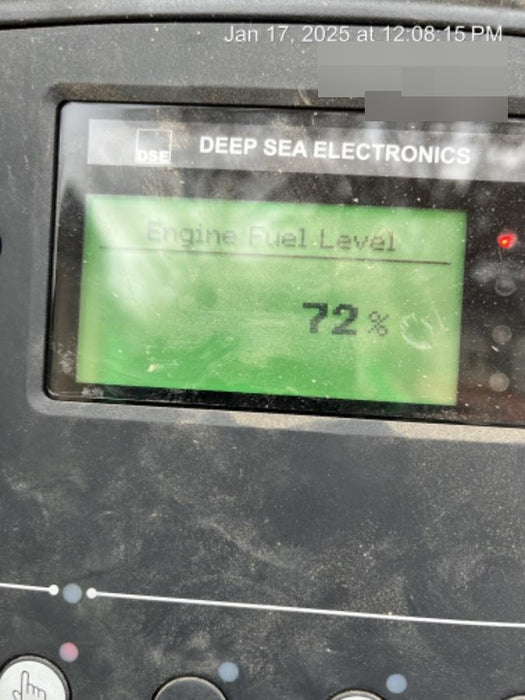 Jan 17, 2025 at 12:08:15 PM
DSE DEEP SEA ELECTRONICS
Engine Fuel Level
72%